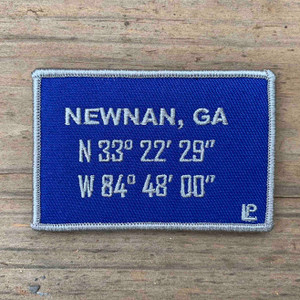 NEWNAN, GA
N 33° 22' 29"
W 84° 48' 00"
LP